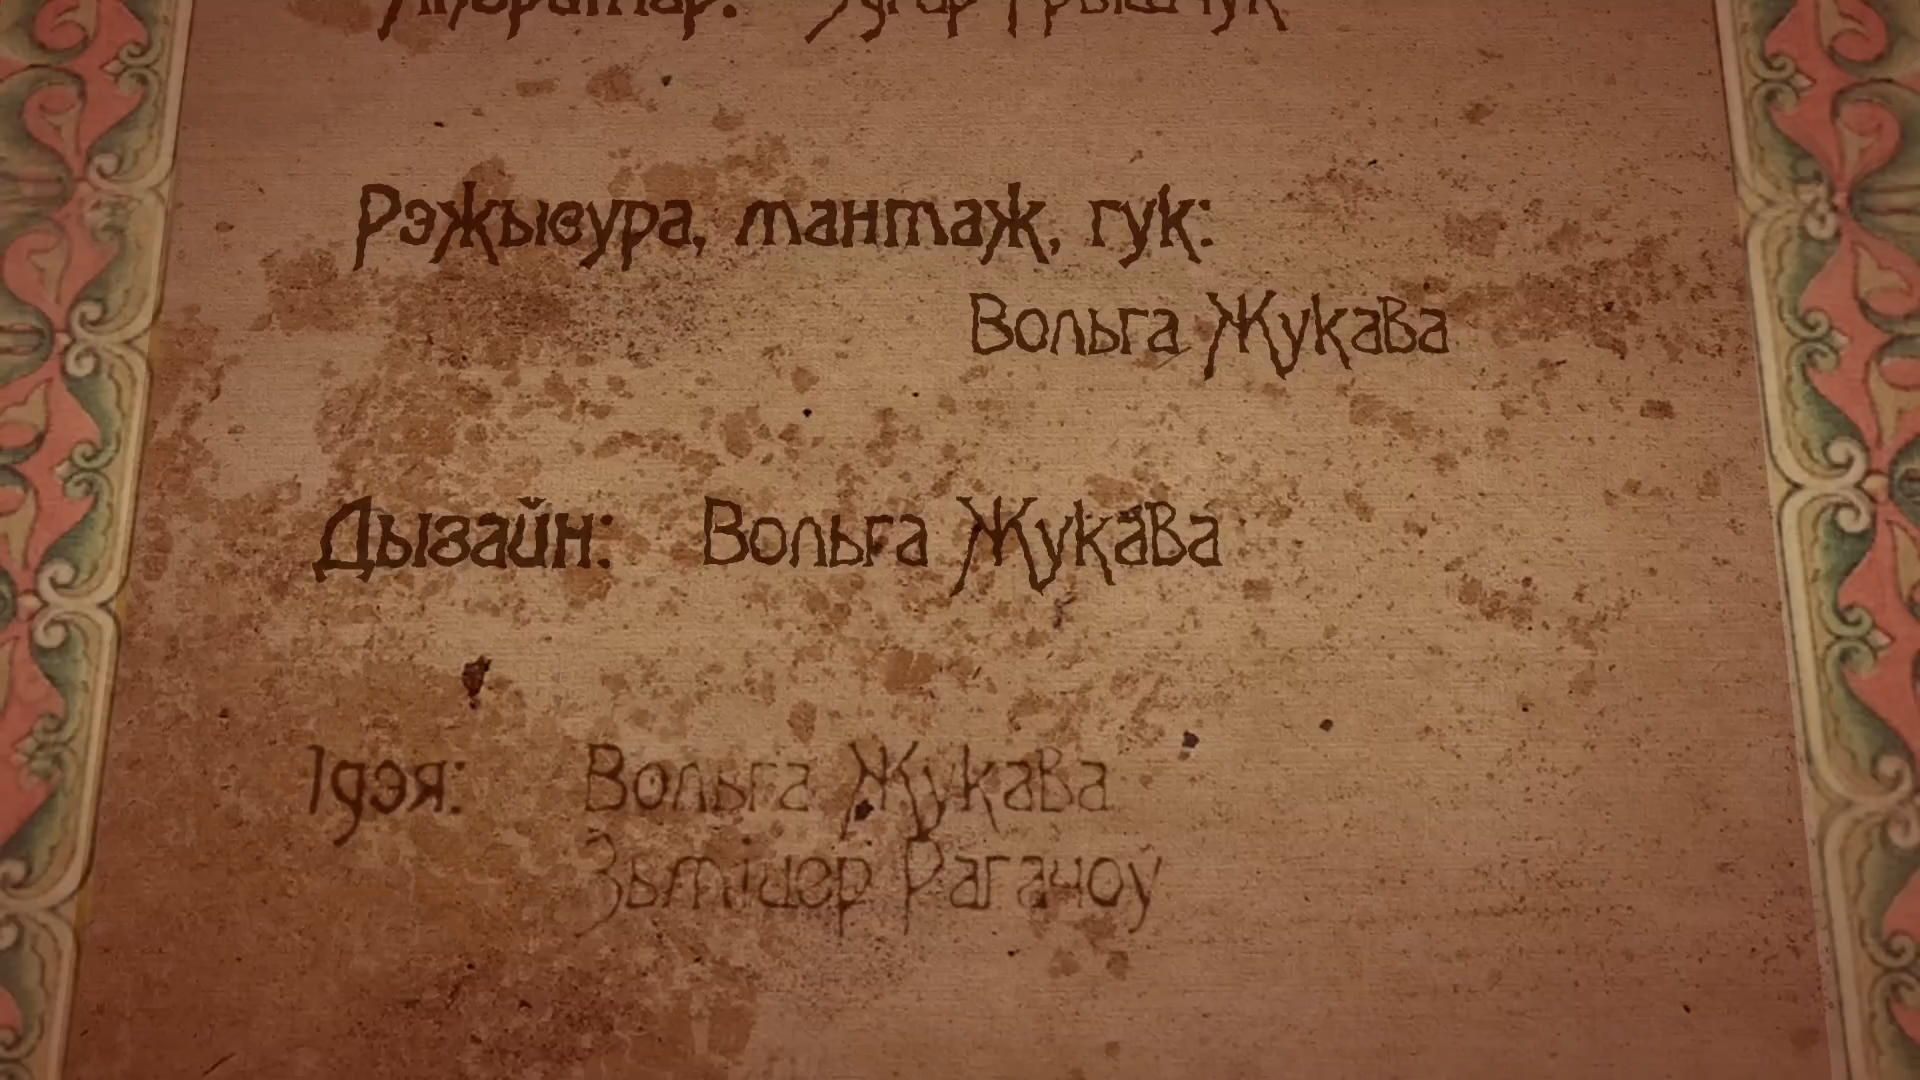 Рэжысура, мантаж, гук:
Вольга Жукава
Дызайн: Вольга Жукава
Ідэя: Вольга Жукава
Зьміцер Рагачоў